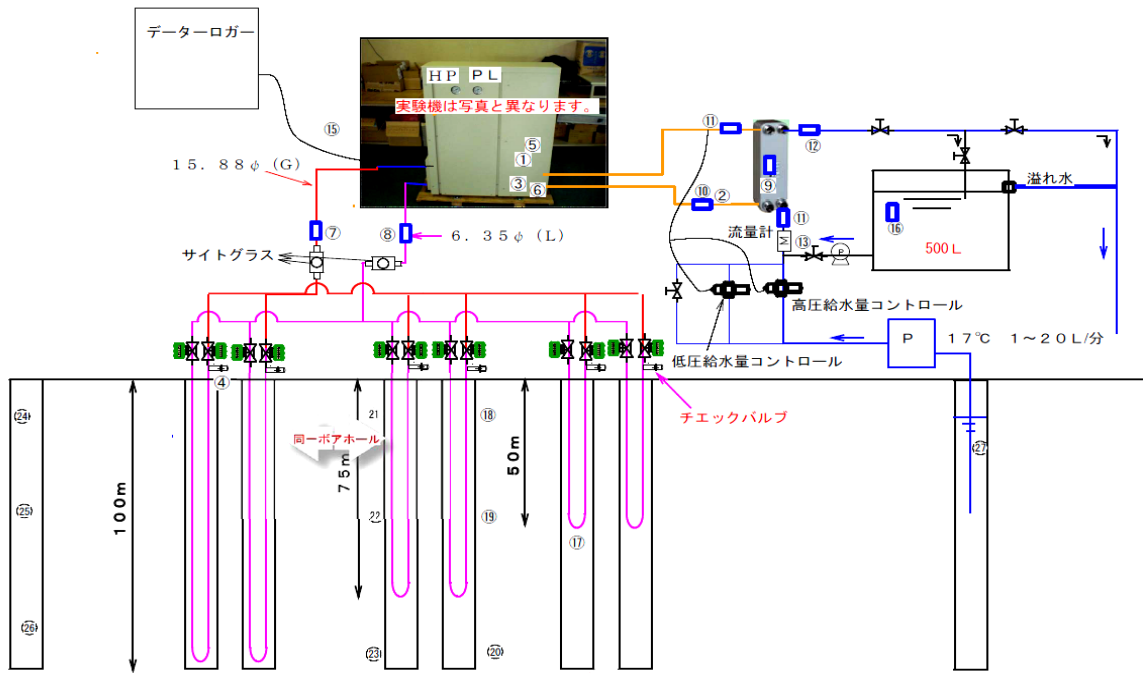 データーロガー
HP
PL
実験機は写真と異なります。
⑮
⑤
①
③
⑥
15.88φ(G)
⑦
⑧
6.35φ(L)
サイトグラス
⑪
⑫
⑨
⑩
②
⑪
流量計
⑬
溢れ水
⑯
500L
P
高圧給水量コントロール
低圧給水量コントロール
P
17℃ 1~20L/分
チエックバルブ
④
㉔
㉕
㉖
100m
同一ボアホール
75m
21
22
㉓
⑱
⑲
⑳
50m
⑰
㉗